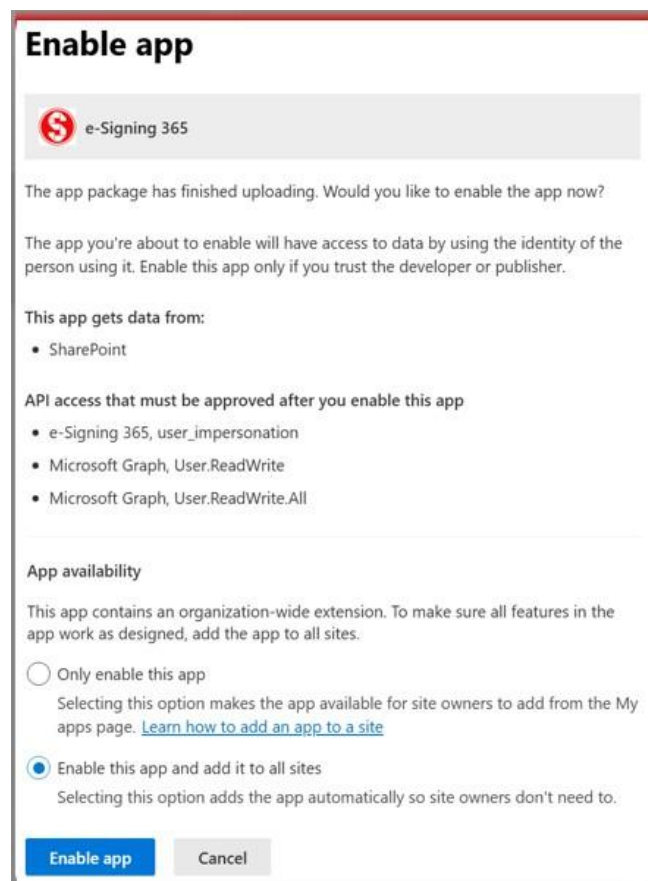 Enable app
S
e-Signing 365
The app package has finished uploading. Would you like to enable the app now?
The app you're about to enable will have access to data by using the identity of the
person using it. Enable this app only if you trust the developer or publisher.
This app gets data from:
• SharePoint
API access that must be approved after you enable this app
• e-Signing 365, user_impersonation
• Microsoft Graph, User.ReadWrite
• Microsoft Graph, User.ReadWrite.All
App availability
This app contains an organization-wide extension. To make sure all features in the
app work as designed, add the app to all sites.
Only enable this app
Selecting this option makes the app available for site owners to add from the My
apps page. Learn how to add an app to a site
Enable this app and add it to all sites
Selecting this option adds the app automatically so site owners don't need to.
Enable app
Cancel